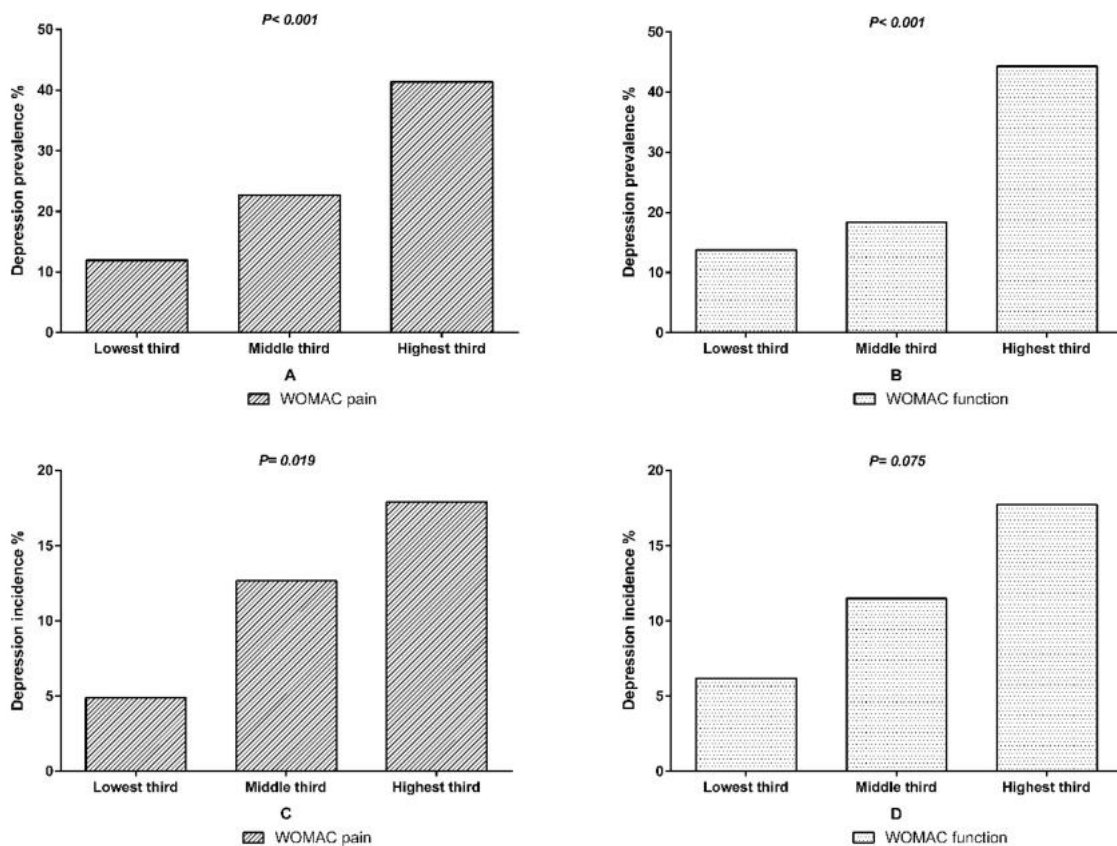 P< 0.001
50
40
30
20
10
0
Depression prevalence %
Lowest third Middle third Highest third
A
WOMAC pain
P< 0.001
50
40
30
20
10
0
Depression prevalence %
Lowest third Middle third Highest third
B
WOMAC function
P= 0.019
20
15
10
5
0
Depression incidence %
Lowest third Middle third Highest third
C
WOMAC pain
P= 0.075
20
15
10
5
0
Depression incidence %
Lowest third Middle third Highest third
D
WOMAC function